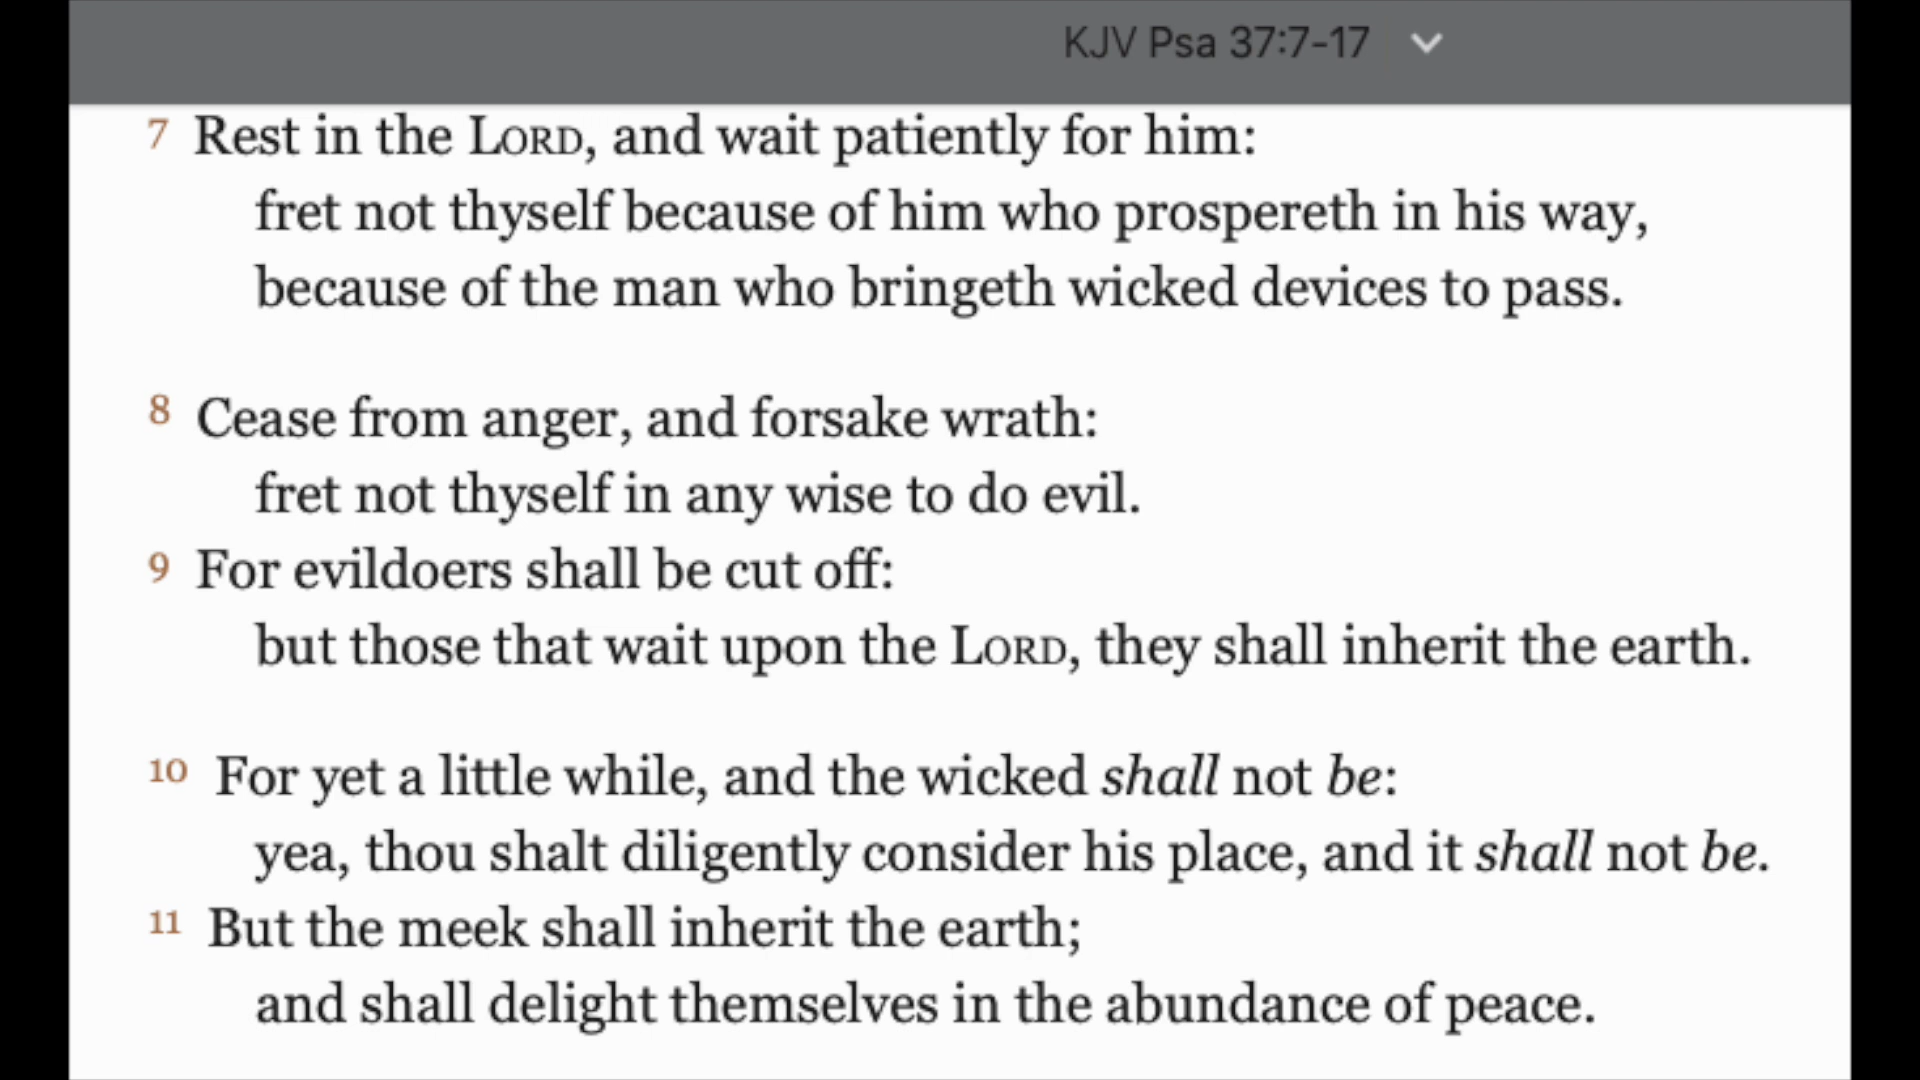 KJV Psa 37:7-17
7 Rest in the LORD, and wait patiently for him:
fret not thyself because of him who prospereth in his way,
because of the man who bringeth wicked devices to pass.
8 Cease from anger, and forsake wrath:
fret not thyself in any wise to do evil.
9 For evildoers shall be cut off:
but those that wait upon the LORD, they shall inherit the earth.
10 For yet a little while, and the wicked shall not be:
yea, thou shalt diligently consider his place, and it shall not be.
11 But the meek shall inherit the earth;
and shall delight themselves in the abundance of peace.